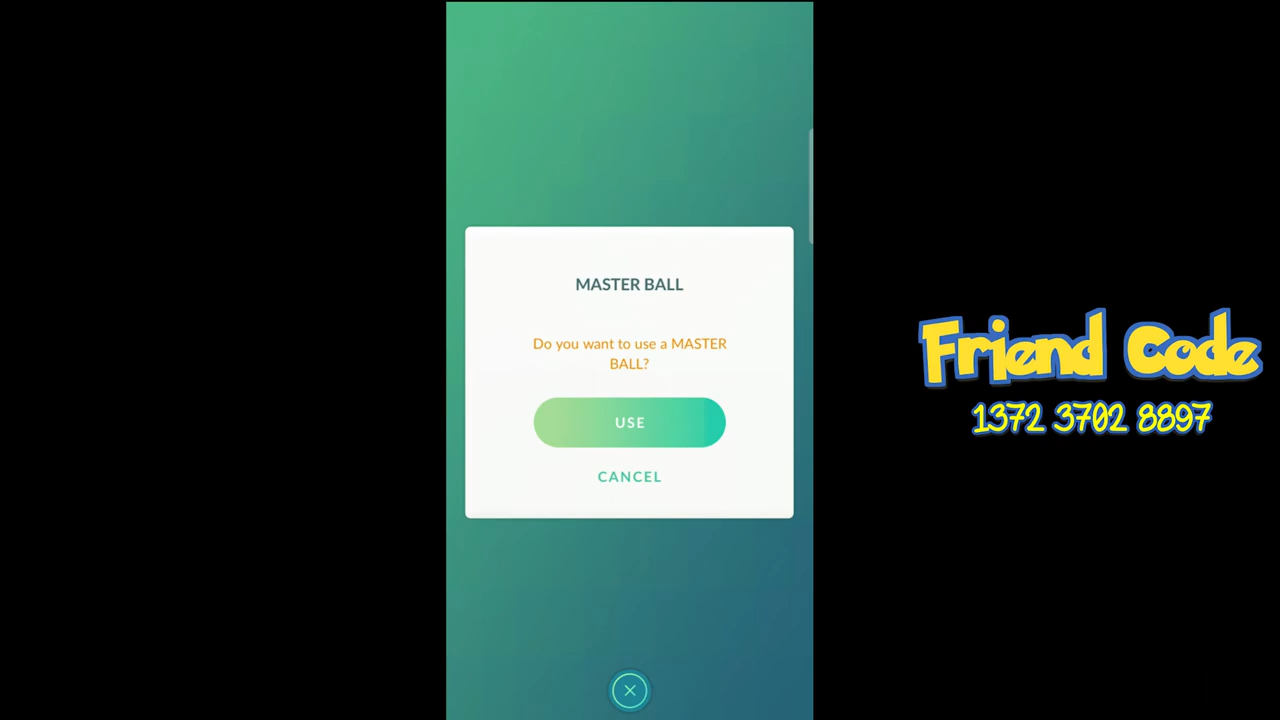 MASTER BALL
Do you want to use a MASTER
BALL?
USE
CANCEL
Friend Code
1372 3702 8897